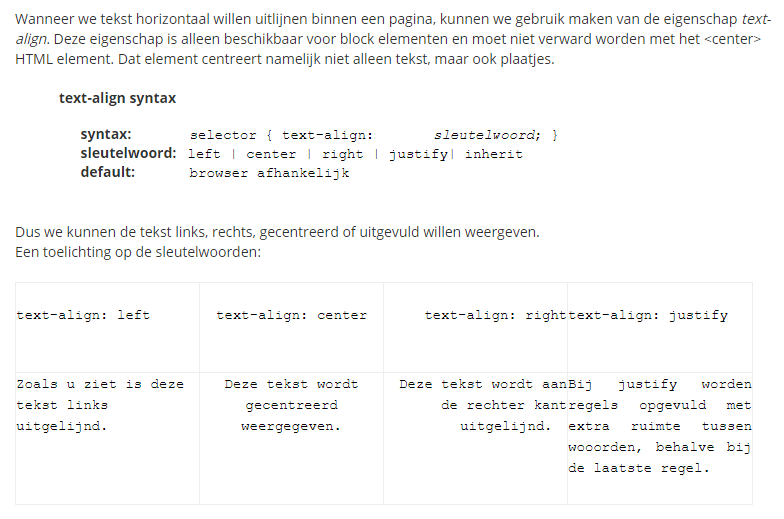 Wanneer we tekst horizontaal willen uitlijnen binnen een pagina, kunnen we gebruik maken van de eigenschap text-
align. Deze eigenschap is alleen beschikbaar voor block elementen en moet niet verward worden met het <center>
HTML element. Dat element centreert namelijk niet alleen tekst, maar ook plaatjes.
text-align syntax
syntax: selector { text-align: sleutelwoord; }
sleutelwoord: left | center | right | justify| inherit
default: browser afhankelijk
Dus we kunnen de tekst links, rechts, gecentreerd of uitgevuld willen weergeven.
Een toelichting op de sleutelwoorden:
text-align: left
text-align: center
text-align: right
text-align: justify
Zoals u ziet is deze
tekst links
uitgelijnd.
Deze tekst wordt
gecentreerd
weergegeven.
Deze tekst wordt aan
de rechter kant
uitgelijnd.
Bij justify worden
regels opgevuld met
extra ruimte tussen
wooorden, behalve bij
de laatste regel.